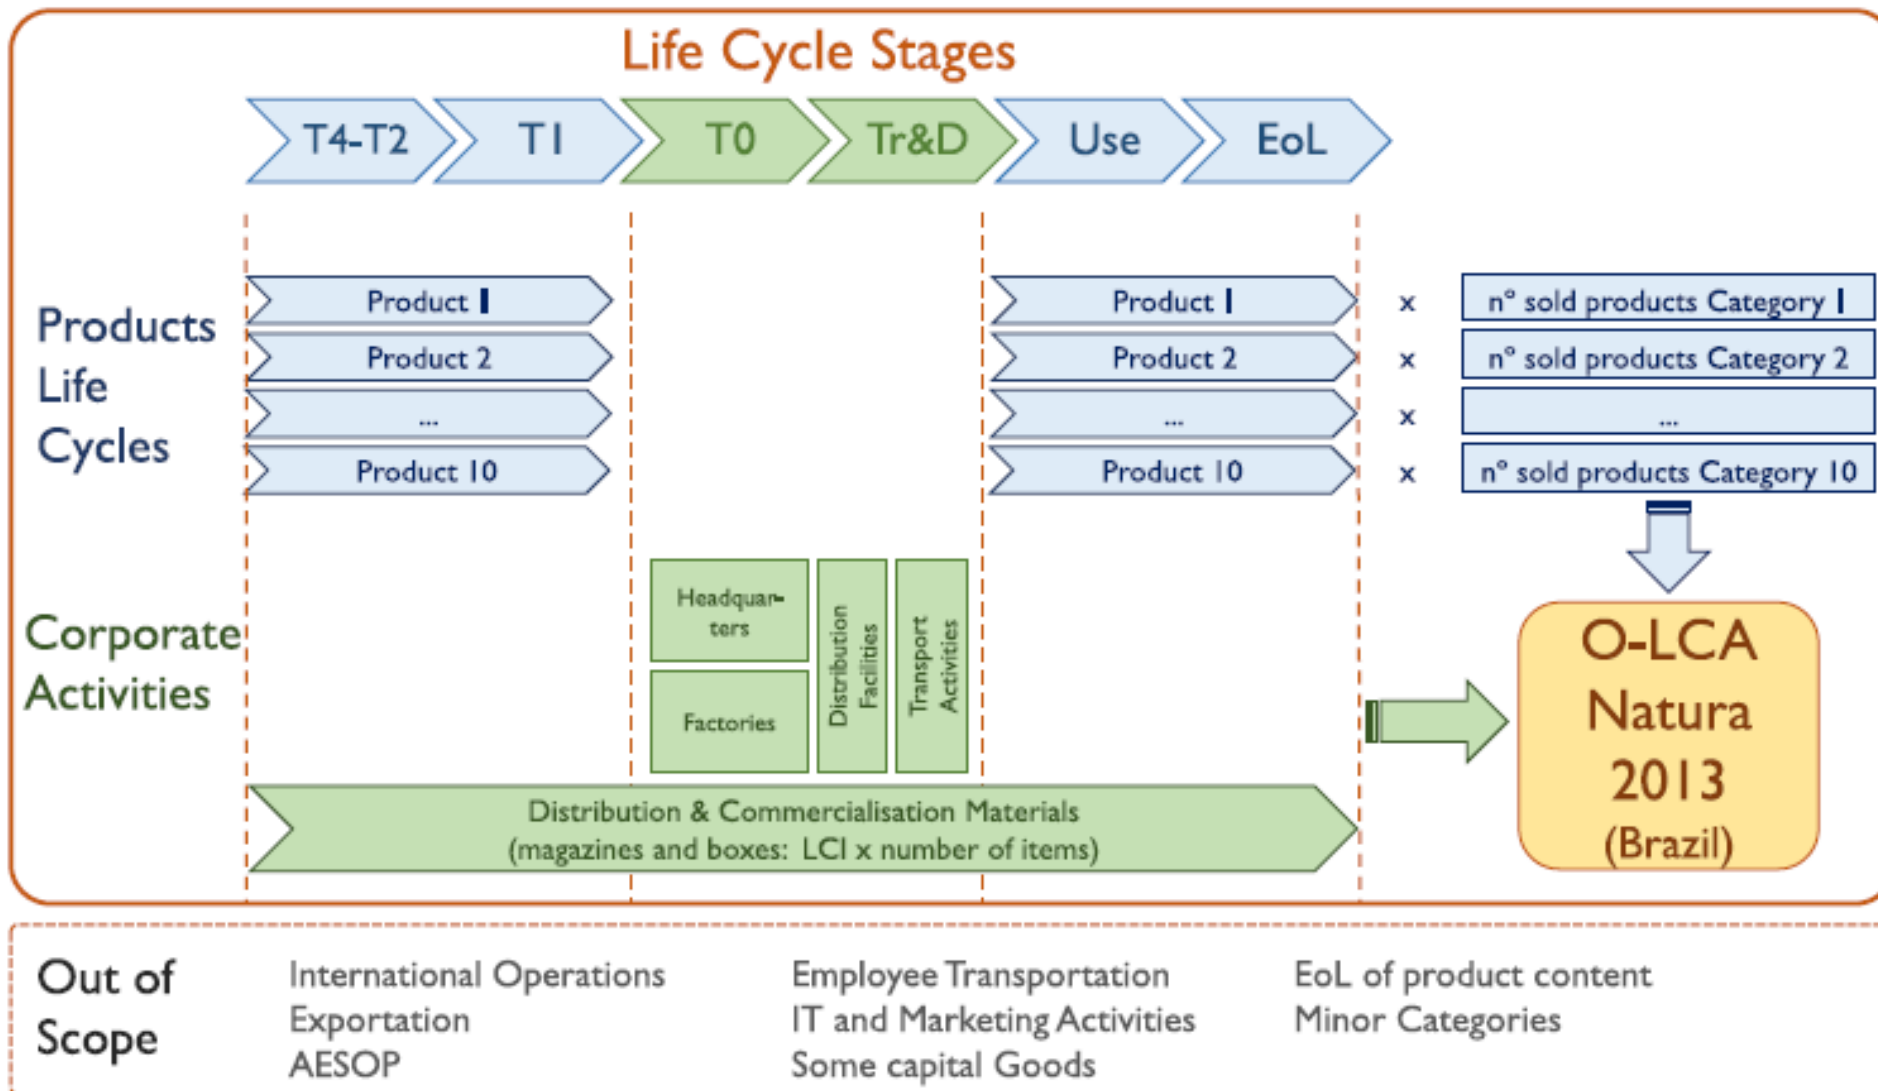 Life Cycle Stages
T4-T2
T1
T0
Tr&D
Use
EoL
Products
Life
Cycles
Product 1
Product 1
x
n° sold products Category 1
Product 2
Product 2
x
n° sold products Category 2
...
...
x
...
Product 10
Product 10
x
n° sold products Category 10
Corporate
Activities
Headquar-
ters
Factories
Distribution
Facilities
Transport
Activities
Distribution & Commercialisation Materials
(magazines and boxes: LCI x number of items)
O-LCA
Natura
2013
(Brazil)
Out of
Scope
International Operations
Exportation
AESOP
Employee Transportation
IT and Marketing Activities
Some capital Goods
EoL of product content
Minor Categories